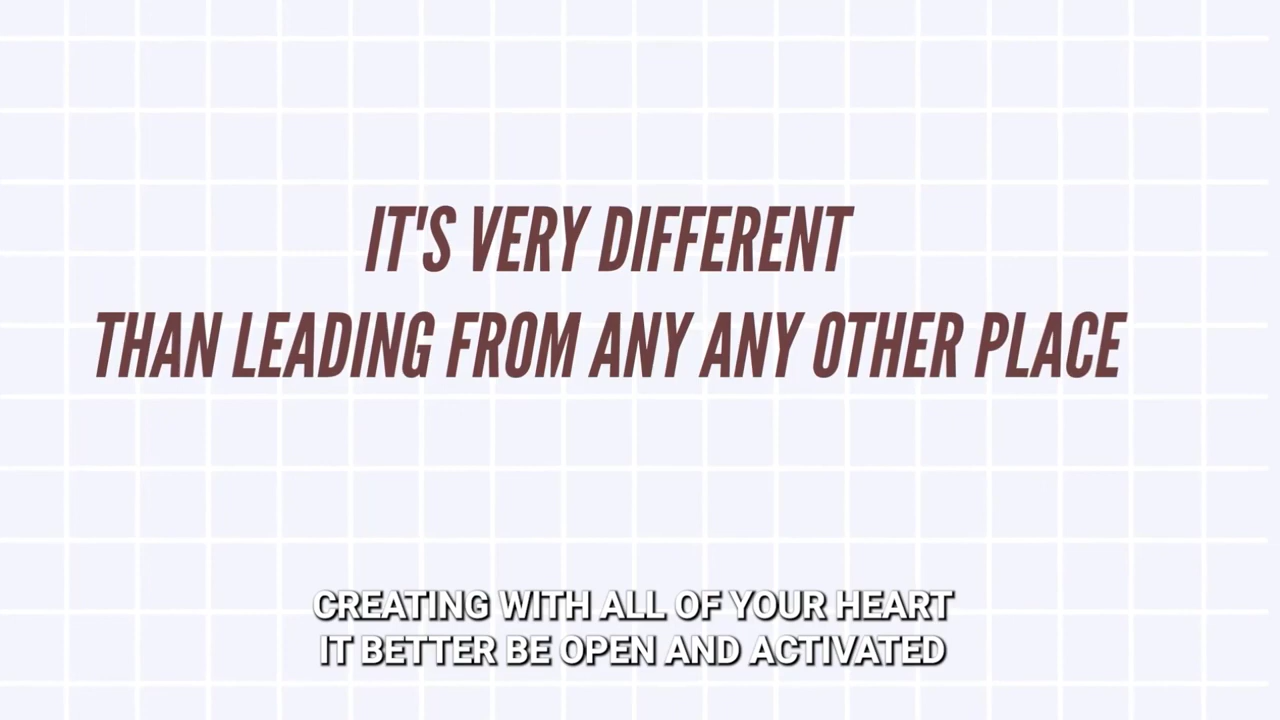 IT'S VERY DIFFERENT
THAN LEADING FROM ANY ANY OTHER PLACE
CREATING WITH ALL OF YOUR HEART
IT BETTER BE OPEN AND ACTIVATED